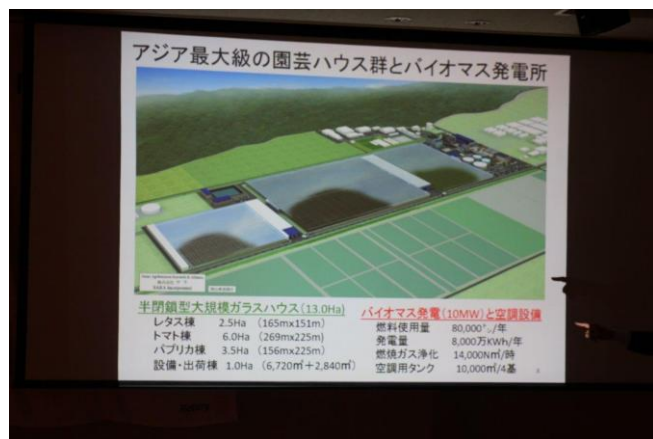 アジア最大級の園芸ハウス群とバイオマス発電所
半閉鎖型大規模ガラスハウス(13.0Ha)
レタス棟 2.5Ha (165mx151m)
トマト棟 6.0Ha (269mx225m)
パプリカ棟 3.5Ha (156mx225m)
設備・出荷棟 1.0Ha (6,720㎡+2,840㎡)
バイオマス発電(10MW)と空調設備
燃料使用量 80,000㌧/年
発電量 8,000万KWh/年
燃焼ガス浄化 14,000N㎥/時
空調用タンク 10,000㎥/4基